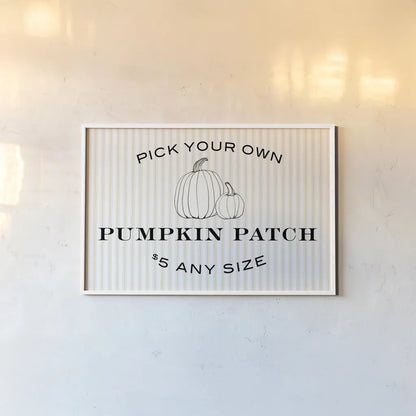 PICK YOUR OWN
PUMPKIN PATCH
$5 ANY SIZE